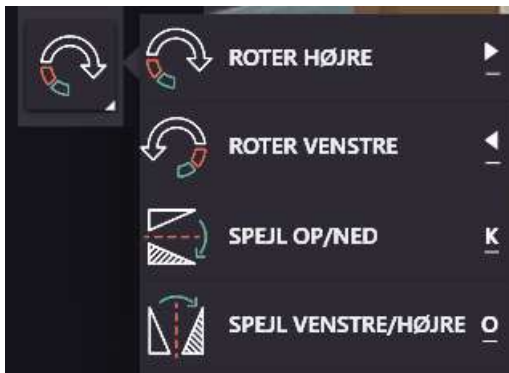 ROTER HØJRE
ROTER VENSTRE
SPEJL OP/NED K
SPEJL VENSTRE/HØJRE O